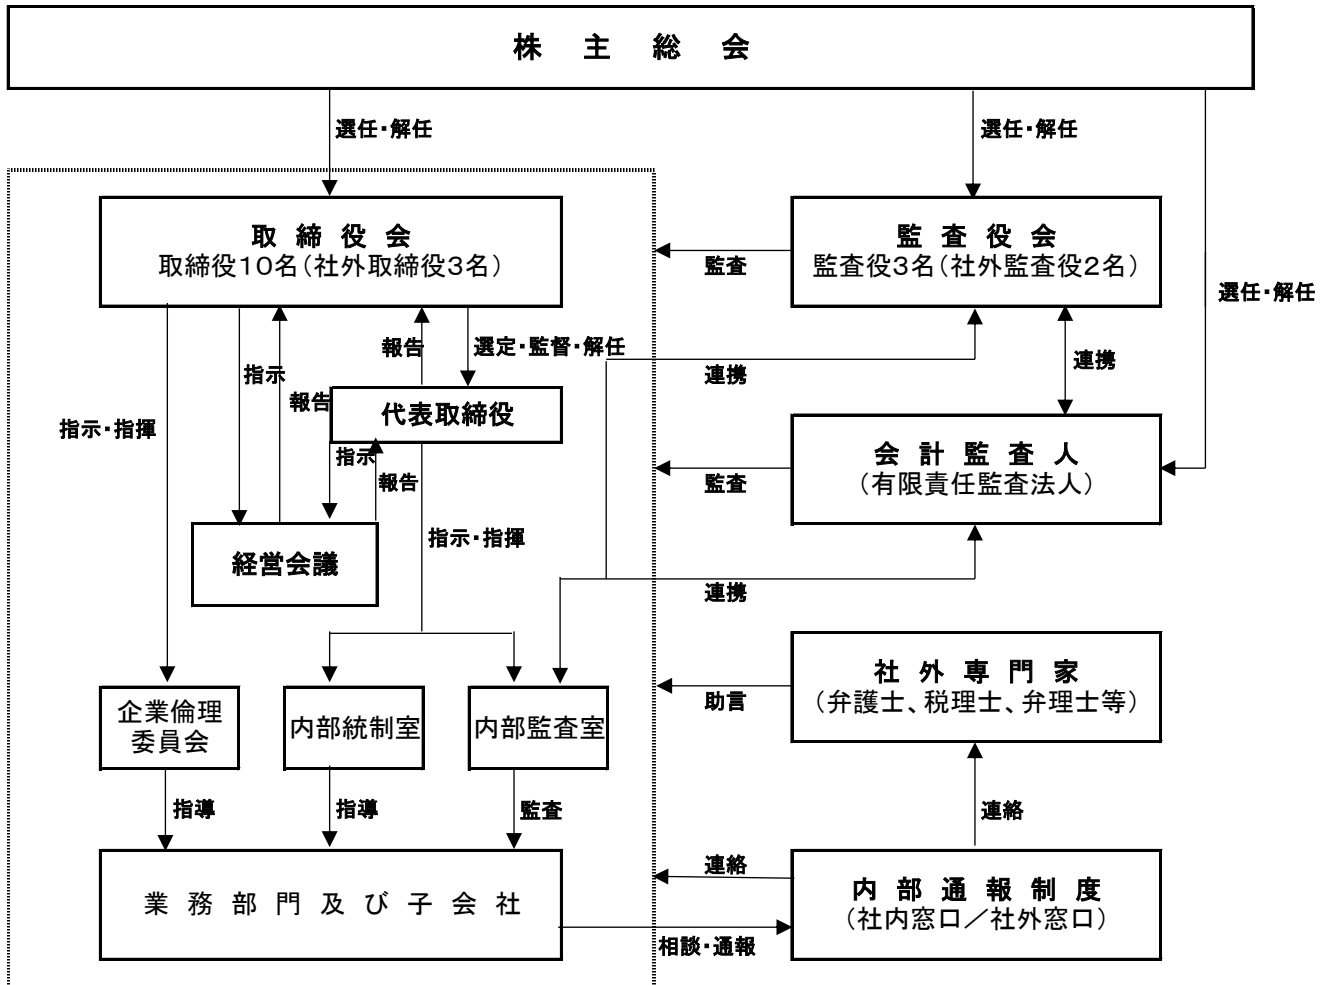 株主総会
選任・解任
選任・解任
選任・解任
取締役会
取締役10名(社外取締役3名)
監査役会
監査役3名(社外監査役2名)
監査
指示
報告
報告
選定・監督・解任
連携
連携
代表取締役
指示・指揮
指示
報告
会計監査人
(有限責任監査法人)
監査
経営会議
指示・指揮
連携
企業倫理
委員会
内部統制室
内部監査室
社外専門家
(弁護士、税理士、弁理士等)
助言
指導
指導
監査
連絡
業務部門及び子会社
連絡
内部通報制度
(社内窓口/社外窓口)
相談・通報